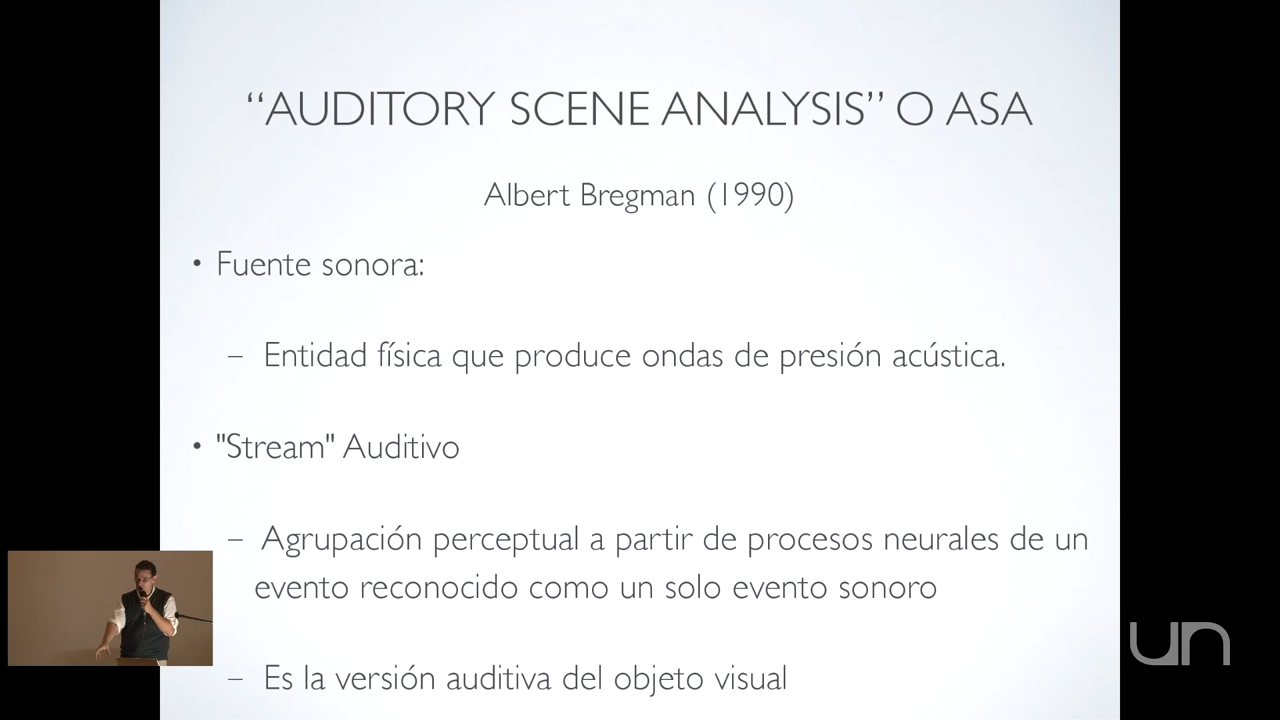 “AUDITORY SCENE ANALYSIS” O ASA
Albert Bregman (1990)
• Fuente sonora:
– Entidad física que produce ondas de presión acústica.
• "Stream" Auditivo
– Agrupación perceptual a partir de procesos neurales de un
evento reconocido como un solo evento sonoro
– Es la versión auditiva del objeto visual
un